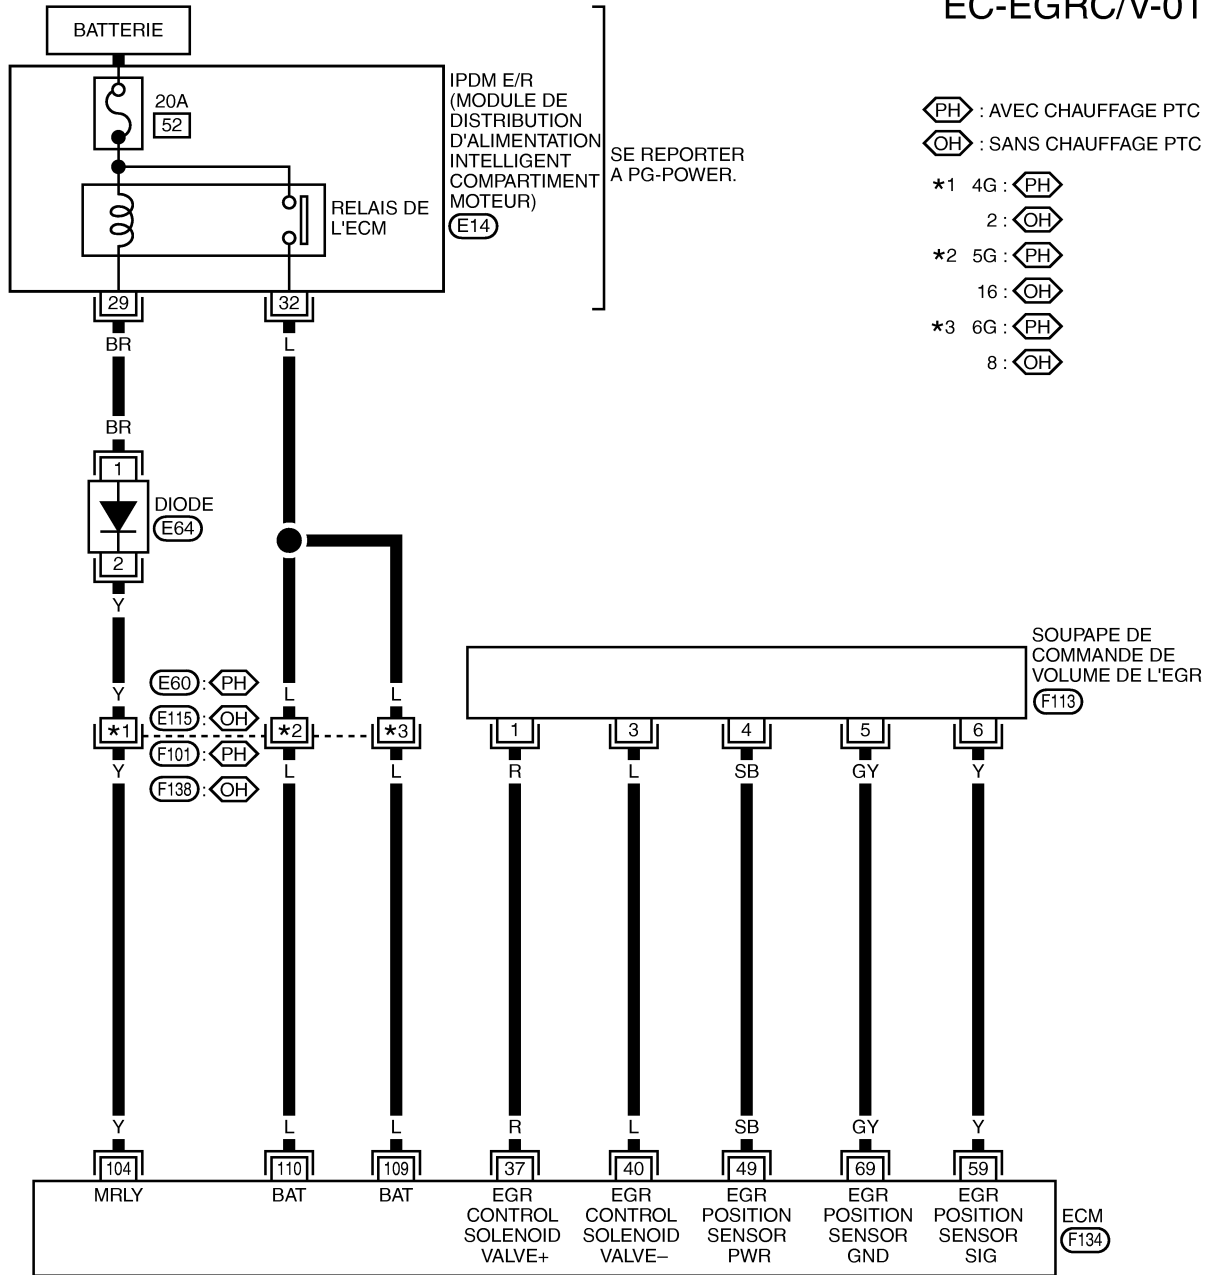 EC-EGRC/V-01
BATTERIE
20A
52
IPDM E/R
(MODULE DE
DISTRIBUTION
D'ALIMENTATION
INTELLIGENT
COMPARTIMENT
MOTEUR)
E14
SE REPORTER
A PG-POWER.
RELAIS DE
L'ECM
PH : AVEC CHAUFFAGE PTC
OH : SANS CHAUFFAGE PTC
*1 4G : PH
2 : OH
*2 5G : PH
16 : OH
*3 6G : PH
8 : OH
29 32
BR L
BR
1
DIODE
E64
2
Y
E60 : PH
Y L L
E115 : OH
*1 *2 *3
F101 : PH
Y L L
F138 : OH
SOUPAPE DE
COMMANDE DE
VOLUME DE L'EGR
F113
1 3 4 5 6
R L SB GY Y
Y L L R L SB GY Y
104 110 109 37 40 49 69 59
MRLY
BAT
BAT
EGR
CONTROL
SOLENOID
VALVE+
EGR
CONTROL
SOLENOID
VALVE–
EGR
POSITION
SENSOR
PWR
EGR
POSITION
SENSOR
GND
EGR
POSITION
SENSOR
SIG
ECM
F134